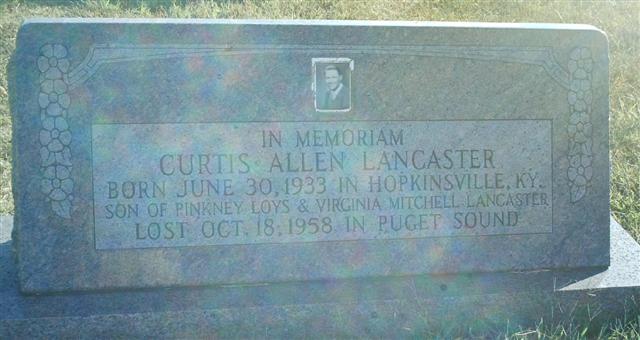 IN MEMORIAM
CURTIS ALLEN LANCASTER
BORN JUNE 30, 1933 IN HOPKINSVILLE, KY.
SON OF PINKNEY LOYS & VIRGINIA MITCHELL LANCASTER
LOST OCT. 18, 1958 IN PUGET SOUND